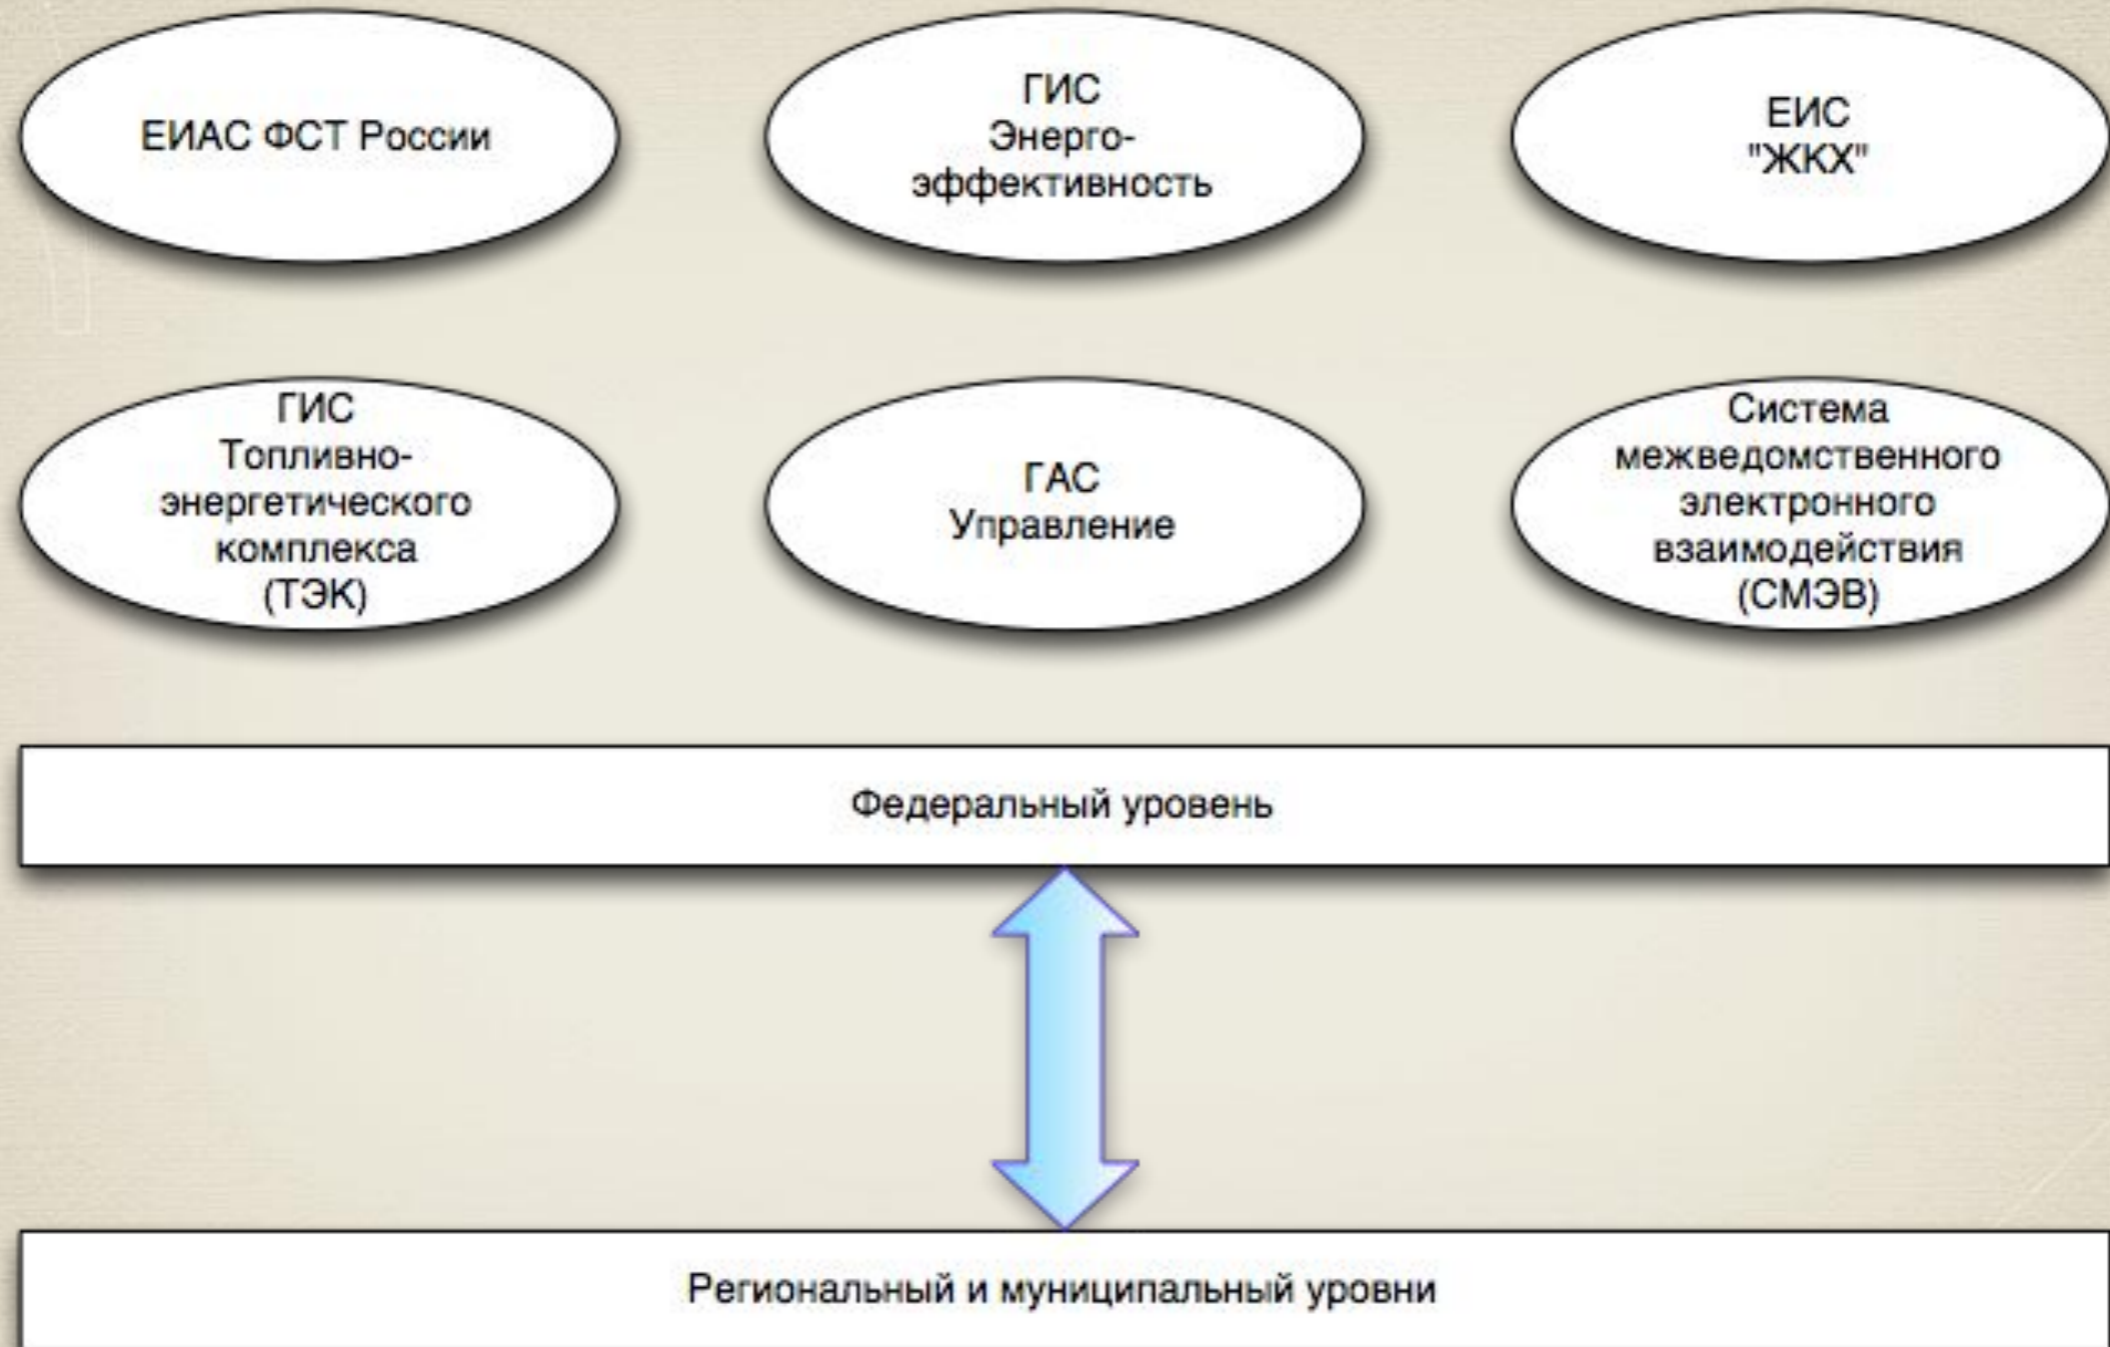 ЕИАС ФСТ России
ГИС
Энерго-
эффективность
ЕИС
"ЖКХ"
ГИС
Топливно-
энергетического
комплекса
(ТЭК)
ГАС
Управление
Система
межведомственного
электронного
взаимодействия
(СМЭВ)
Федеральный уровень
Региональный и муниципальный уровни